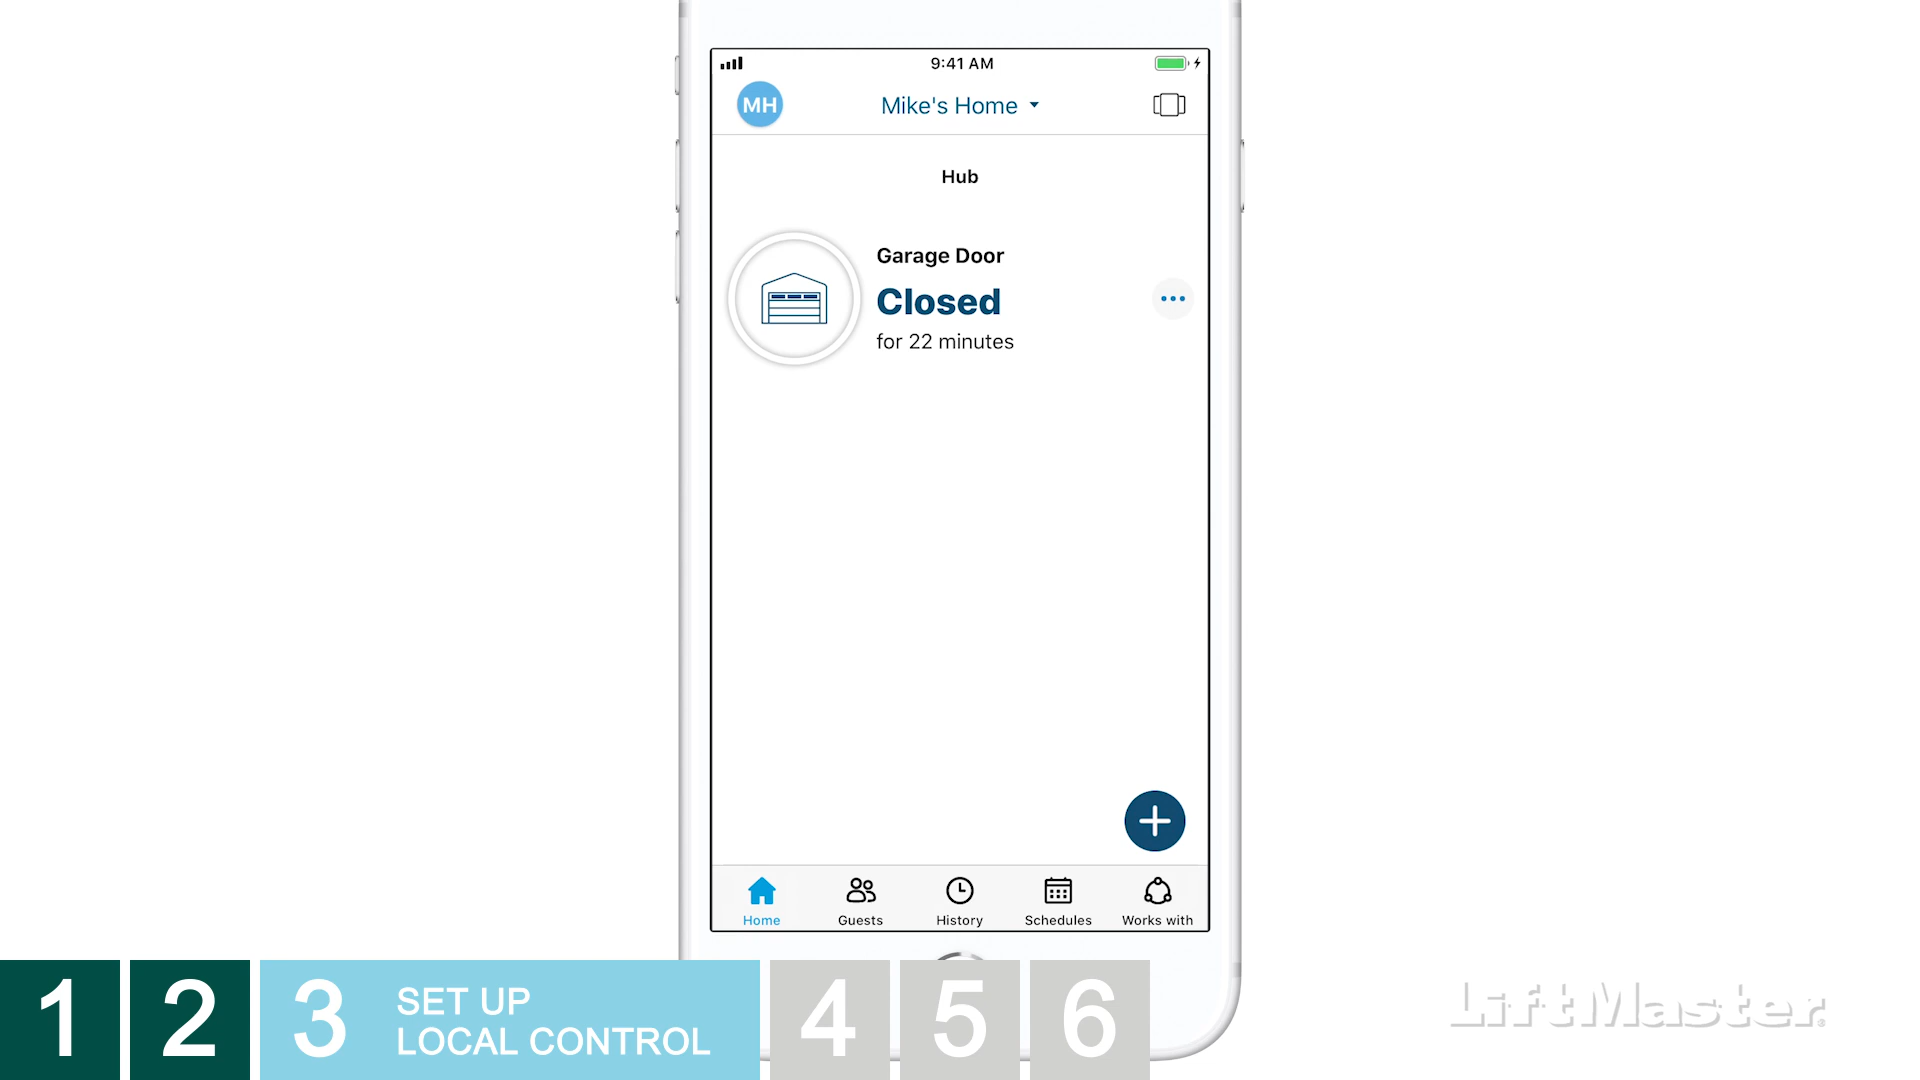 9:41 AM
MH
Mike's Home
Hub
Garage Door
Closed
for 22 minutes
Home
Guests
History
Schedules
Works with
1
2
3
SET UP
LOCAL CONTROL
4
5
6
LiftMaster®